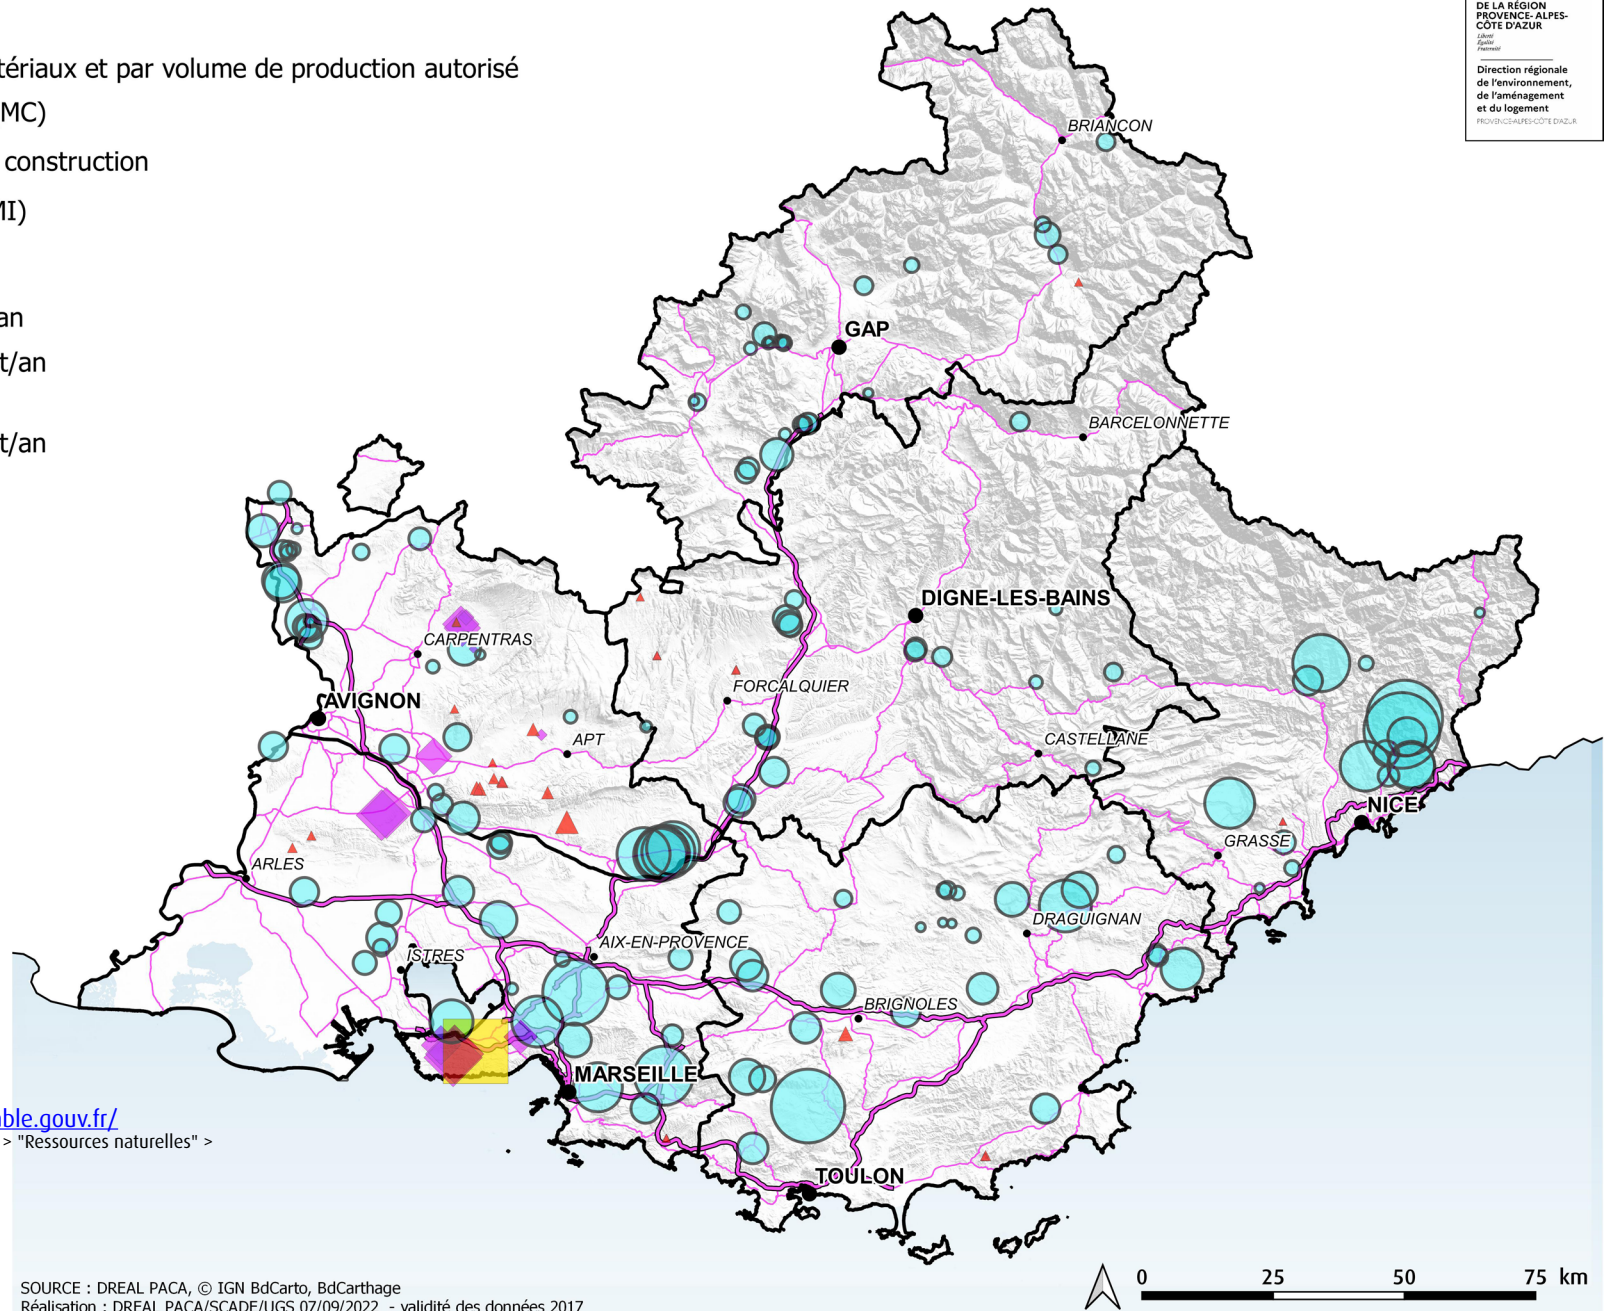 DE LA RÉGION
PROVENCE- ALPES-
CÔTE D'AZUR
Liberté
Égalité
Fraternité
Direction régionale
de l'environnement,
de l'aménagement
et du logement
PROVENCE-ALPES-CÔTE D'AZUR
tériaux et par volume de production autorisé
MC)
construction
MI)
an
t/an
t/an
BRIANCON
GAP
BARCELONNETTE
DIGNE-LES-BAINS
CARPENTRAS
FORCALQUIER
AVIGNON
APT
CASTELLANE
NICE
GRASSE
ARLES
DRAGUIGNAN
AIX-EN-PROVENCE
ISTRES
BRIGNOLES
MARSEILLE
TOULON
able.gouv.fr/
> "Ressources naturelles" >
0 25 50 75 km
SOURCE : DREAL PACA, © IGN BdCarto, BdCarthage
Réalisation : DREAL PACA/SCADE/UGS 07/09/2022 - validité des données 2017